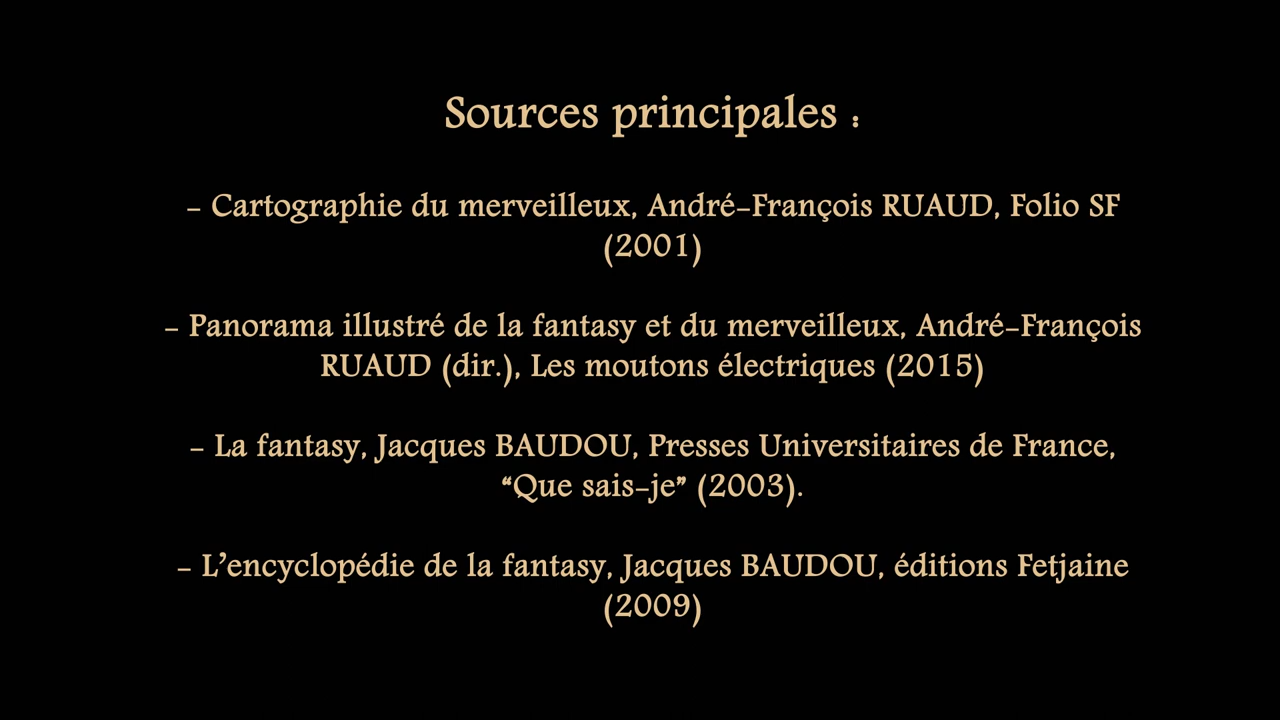 Sources principales :
- Cartographie du merveilleux, André-François RUAUD, Folio SF
(2001)
- Panorama illustré de la fantasy et du merveilleux, André-François
RUAUD (dir.), Les moutons électriques (2015)
- La fantasy, Jacques BAUDOU, Presses Universitaires de France,
“Que sais-je” (2003).
- L’encyclopédie de la fantasy, Jacques BAUDOU, éditions Fetjaine
(2009)